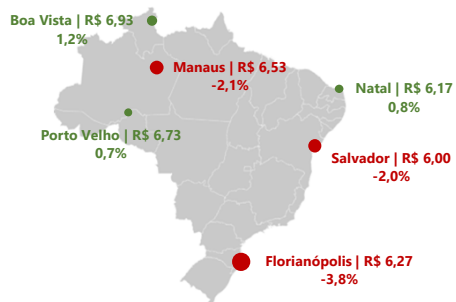 Boa Vista | R$ 6,93
1,2%
Manaus | R$ 6,53
-2,1%
Natal | R$ 6,17
0,8%
Porto Velho | R$ 6,73
0,7%
Salvador | R$ 6,00
-2,0%
Florianópolis | R$ 6,27
-3,8%